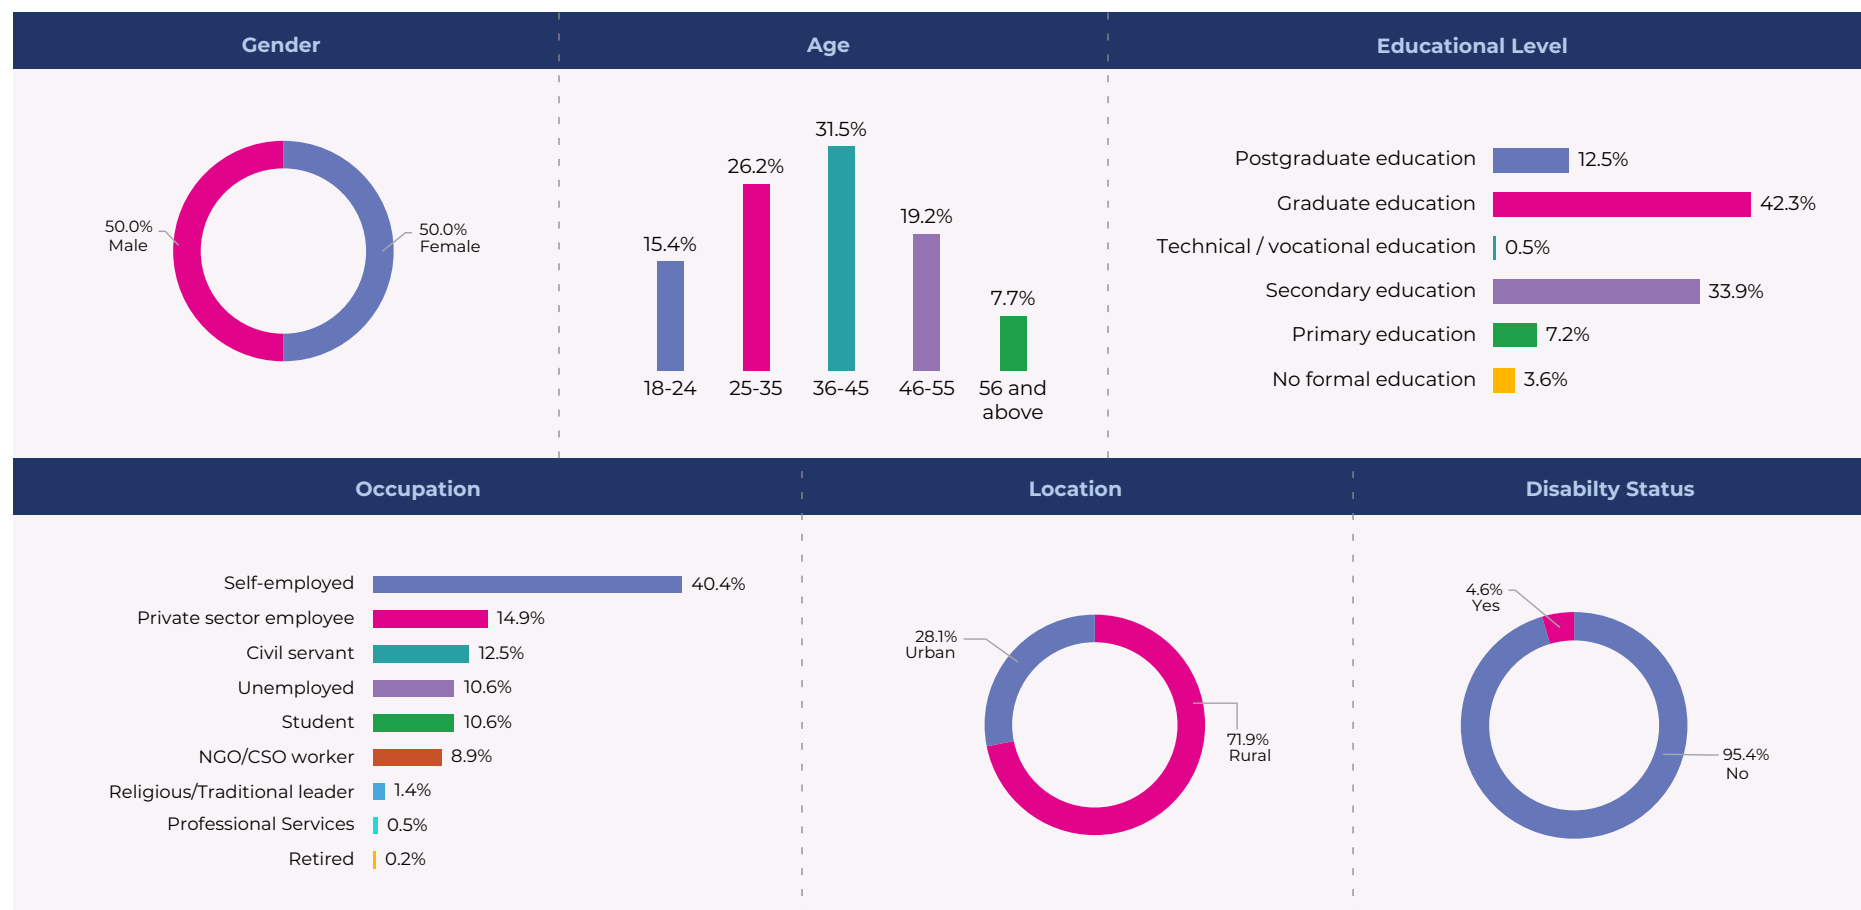 Gender
50.0%
Male
50.0%
Female
Age
15.4%
26.2%
31.5%
19.2%
7.7%
18-24
25-35
36-45
46-55
56 and
above
Educational Level
Postgraduate education 12.5%
Graduate education 42.3%
Technical / vocational education 0.5%
Secondary education 33.9%
Primary education 7.2%
No formal education 3.6%
Occupation
Self-employed 40.4%
Private sector employee 14.9%
Civil servant 12.5%
Unemployed 10.6%
Student 10.6%
NGO/CSO worker 8.9%
Religious/Traditional leader 1.4%
Professional Services 0.5%
Retired 0.2%
Location
28.1%
Urban
71.9%
Rural
Disabilty Status
4.6%
Yes
95.4%
No